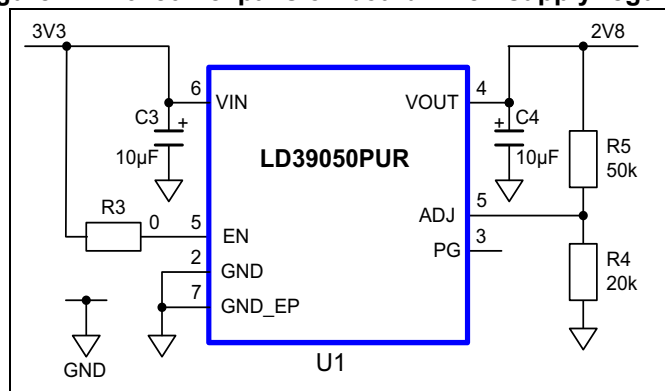 3V3
2V8
6
VIN
VOUT
4
C3
+
10µF
LD39050PUR
+
C4
10µF
R5
50k
R3
0
5
EN
ADJ
5
2
GND
PG
3
R4
20k
7
GND_EP
GND
U1